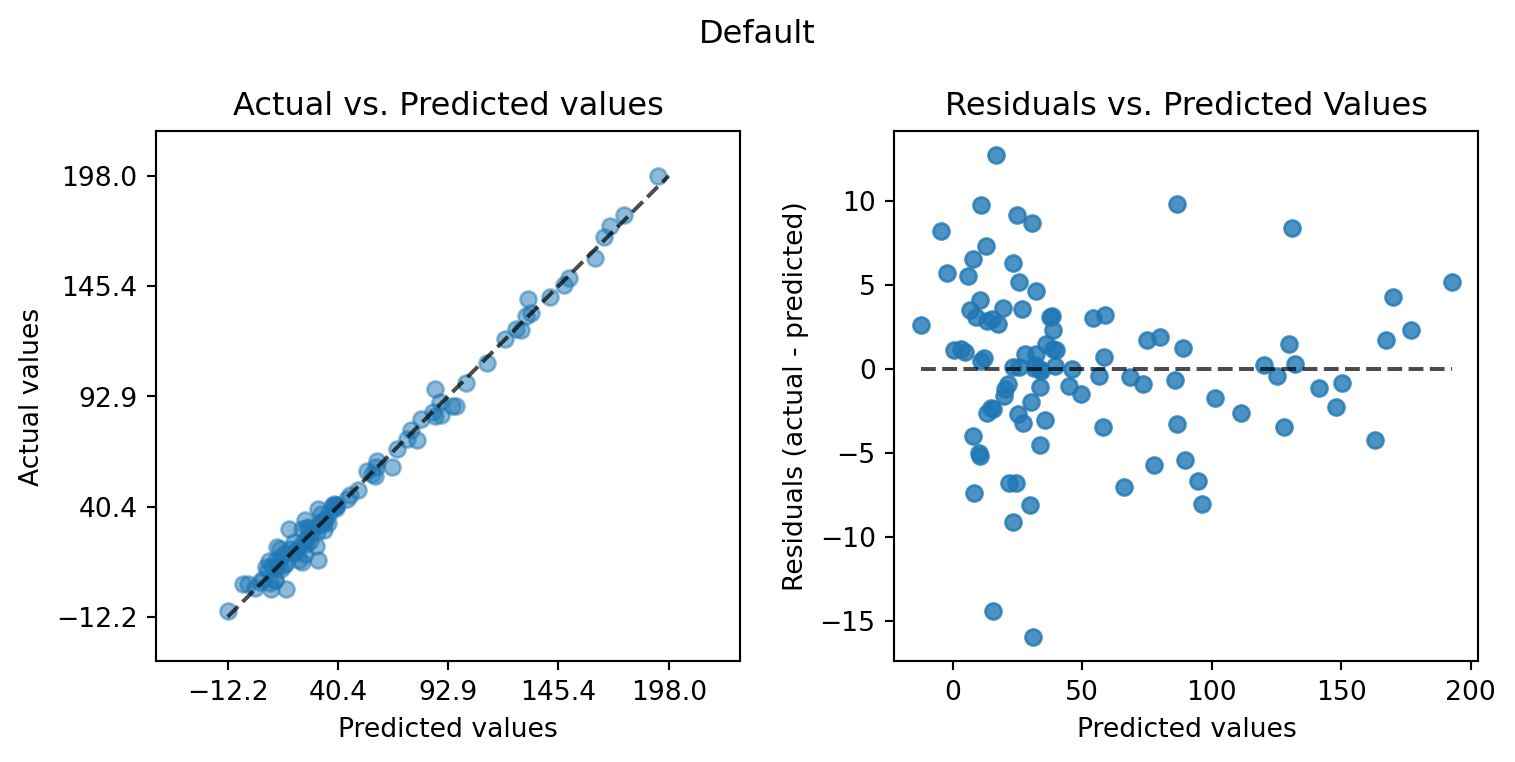 Default
Actual vs. Predicted values
Actual values
198.0
145.4
92.9
40.4
−12.2
−12.2 40.4 92.9 145.4 198.0
Predicted values
Residuals vs. Predicted Values
Residuals (actual - predicted)
10
5
0
−5
−10
−15
0 50 100 150 200
Predicted values